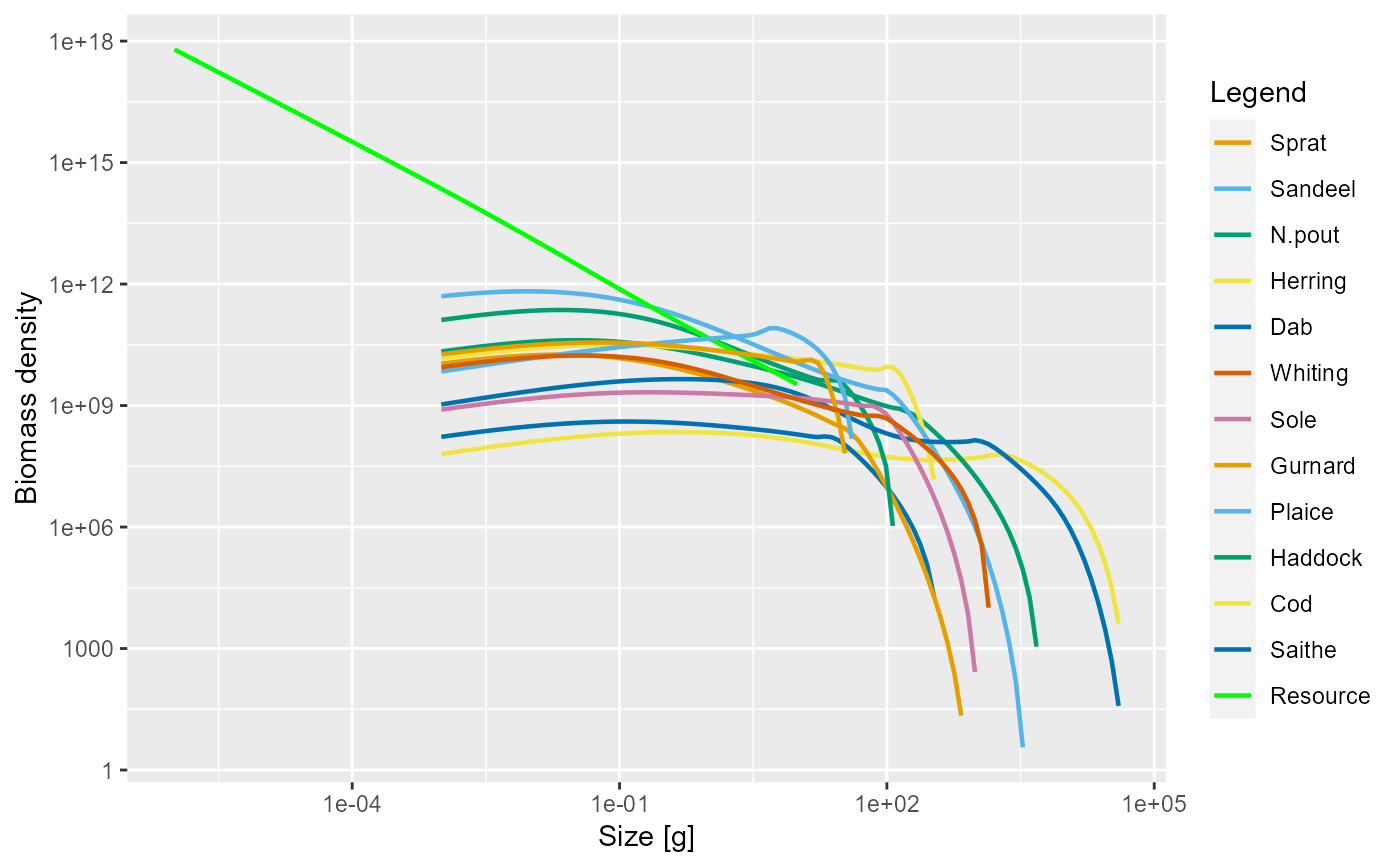 1e+18
1e+15
1e+12
1e+09
1e+06
1000
1
Biomass density
1e-04
1e-01
1e+02
1e+05
Size [g]
Legend
Sprat
Sandeel
N.pout
Herring
Dab
Whiting
Sole
Gurnard
Plaice
Haddock
Cod
Saithe
Resource